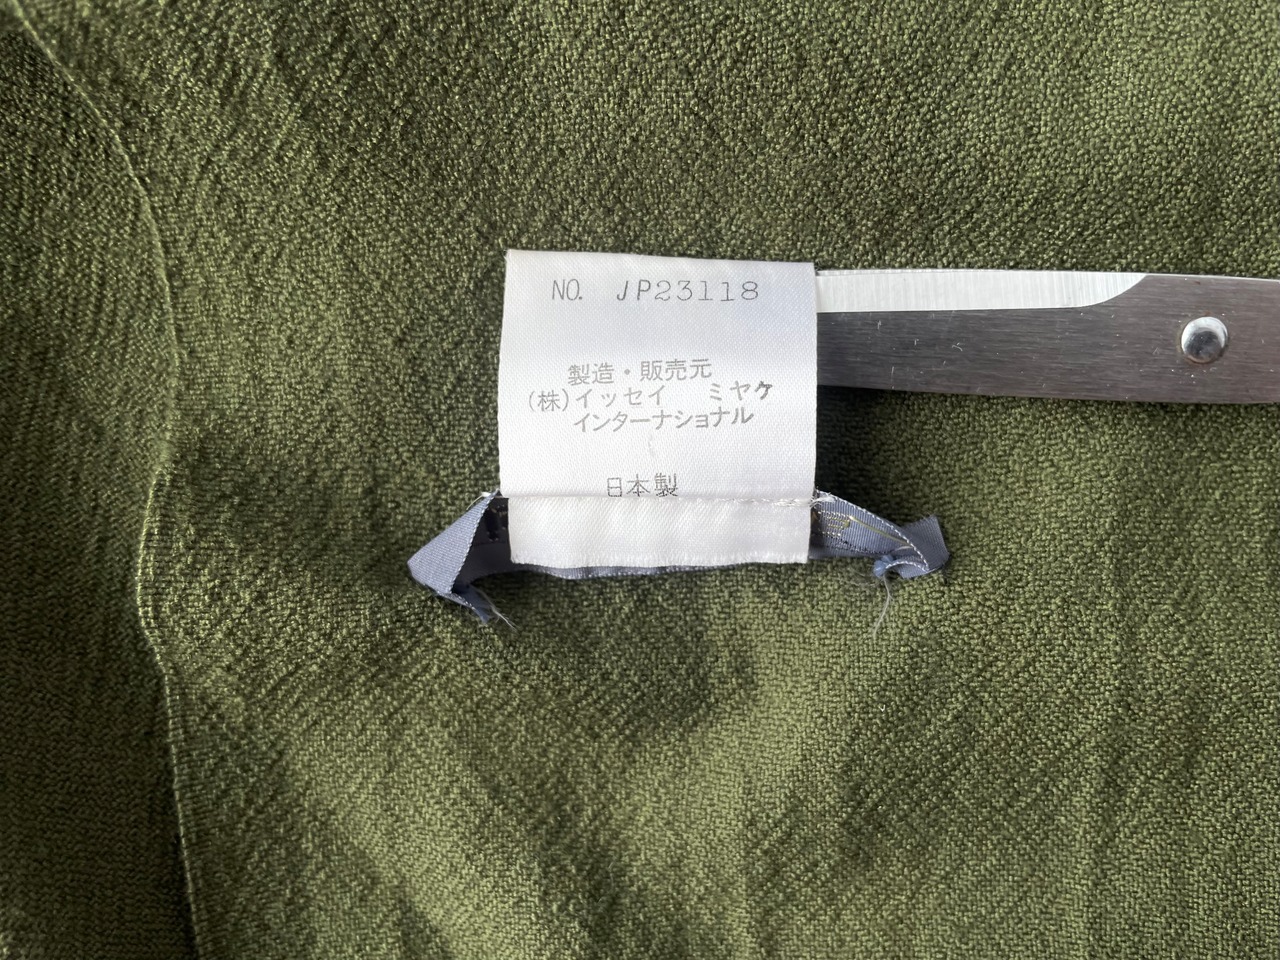 NO. JP23118
製造・販売元
(株)イッセイ ミヤケ
インターナショナル
日本製